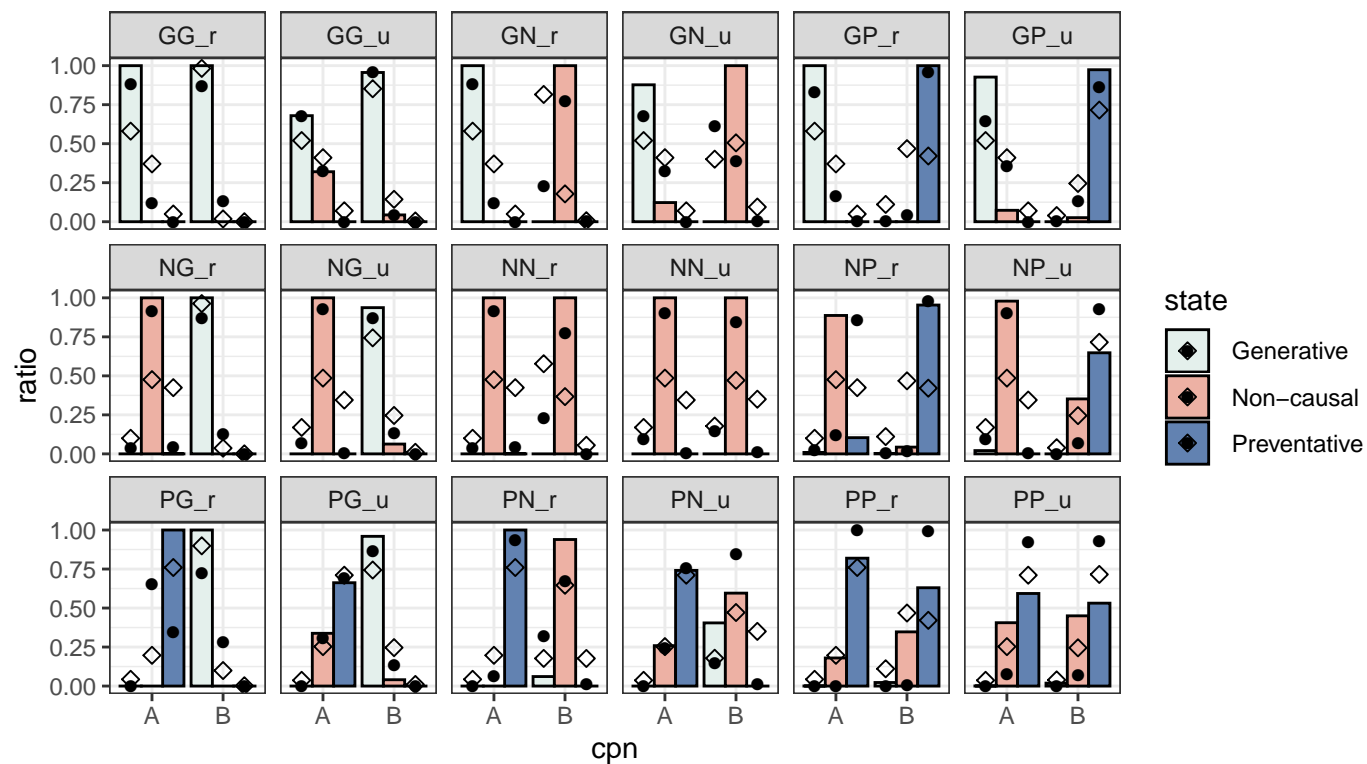 GG_r GG_u GN_r GN_u GP_r GP_u
1.00
0.75
0.50
0.25
0.00
NG_r NG_u NN_r NN_u NP_r NP_u
1.00
0.75
0.50
0.25
0.00
PG_r PG_u PN_r PN_u PP_r PP_u
1.00
0.75
0.50
0.25
0.00
A B A B A B A B A B A B
cpn
ratio
state
Generative
Non−causal
Preventative